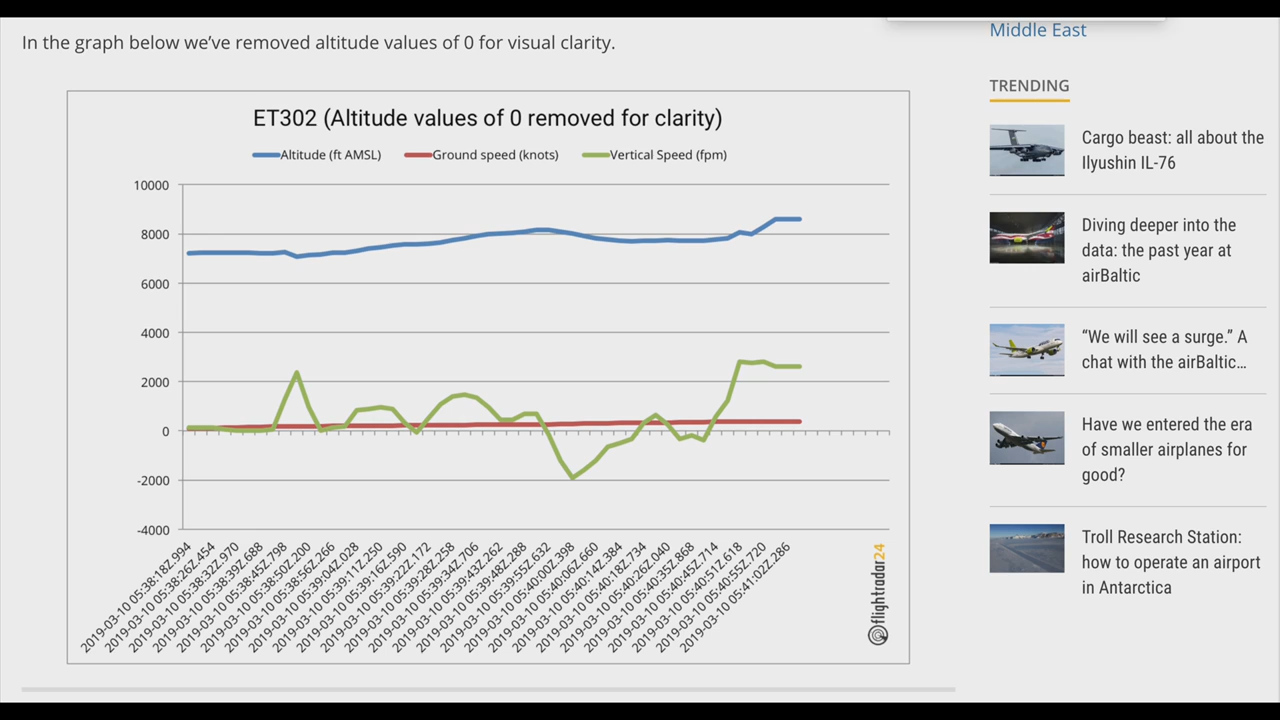 In the graph below we’ve removed altitude values of 0 for visual clarity.
ET302 (Altitude values of 0 removed for clarity)
Altitude (ft AMSL) Ground speed (knots) Vertical Speed (fpm)
10000
8000
6000
4000
2000
0
-2000
-4000
2019-03-10 05:38:18Z.994
2019-03-10 05:38:26Z.454
2019-03-10 05:38:32Z.970
2019-03-10 05:38:39Z.688
2019-03-10 05:38:45Z.798
2019-03-10 05:38:50Z.200
2019-03-10 05:38:56Z.266
2019-03-10 05:39:04Z.024
2019-03-10 05:39:11Z.250
2019-03-10 05:39:16Z.590
2019-03-10 05:39:22Z.172
2019-03-10 05:39:28Z.258
2019-03-10 05:39:34Z.706
2019-03-10 05:39:43Z.262
2019-03-10 05:39:48Z.288
2019-03-10 05:39:55Z.632
2019-03-10 05:40:00Z.398
2019-03-10 05:40:06Z.660
2019-03-10 05:40:14Z.384
2019-03-10 05:40:18Z.734
2019-03-10 05:40:26Z.040
2019-03-10 05:40:35Z.868
2019-03-10 05:40:45Z.714
2019-03-10 05:40:51Z.618
2019-03-10 05:40:55Z.720
2019-03-10 05:41:02Z.286
flightradar24
Middle East
TRENDING
Cargo beast: all about the
Ilyushin IL-76
Diving deeper into the
data: the past year at
airBaltic
“We will see a surge.” A
chat with the airBaltic…
Have we entered the era
of smaller airplanes for
good?
Troll Research Station:
how to operate an airport
in Antarctica